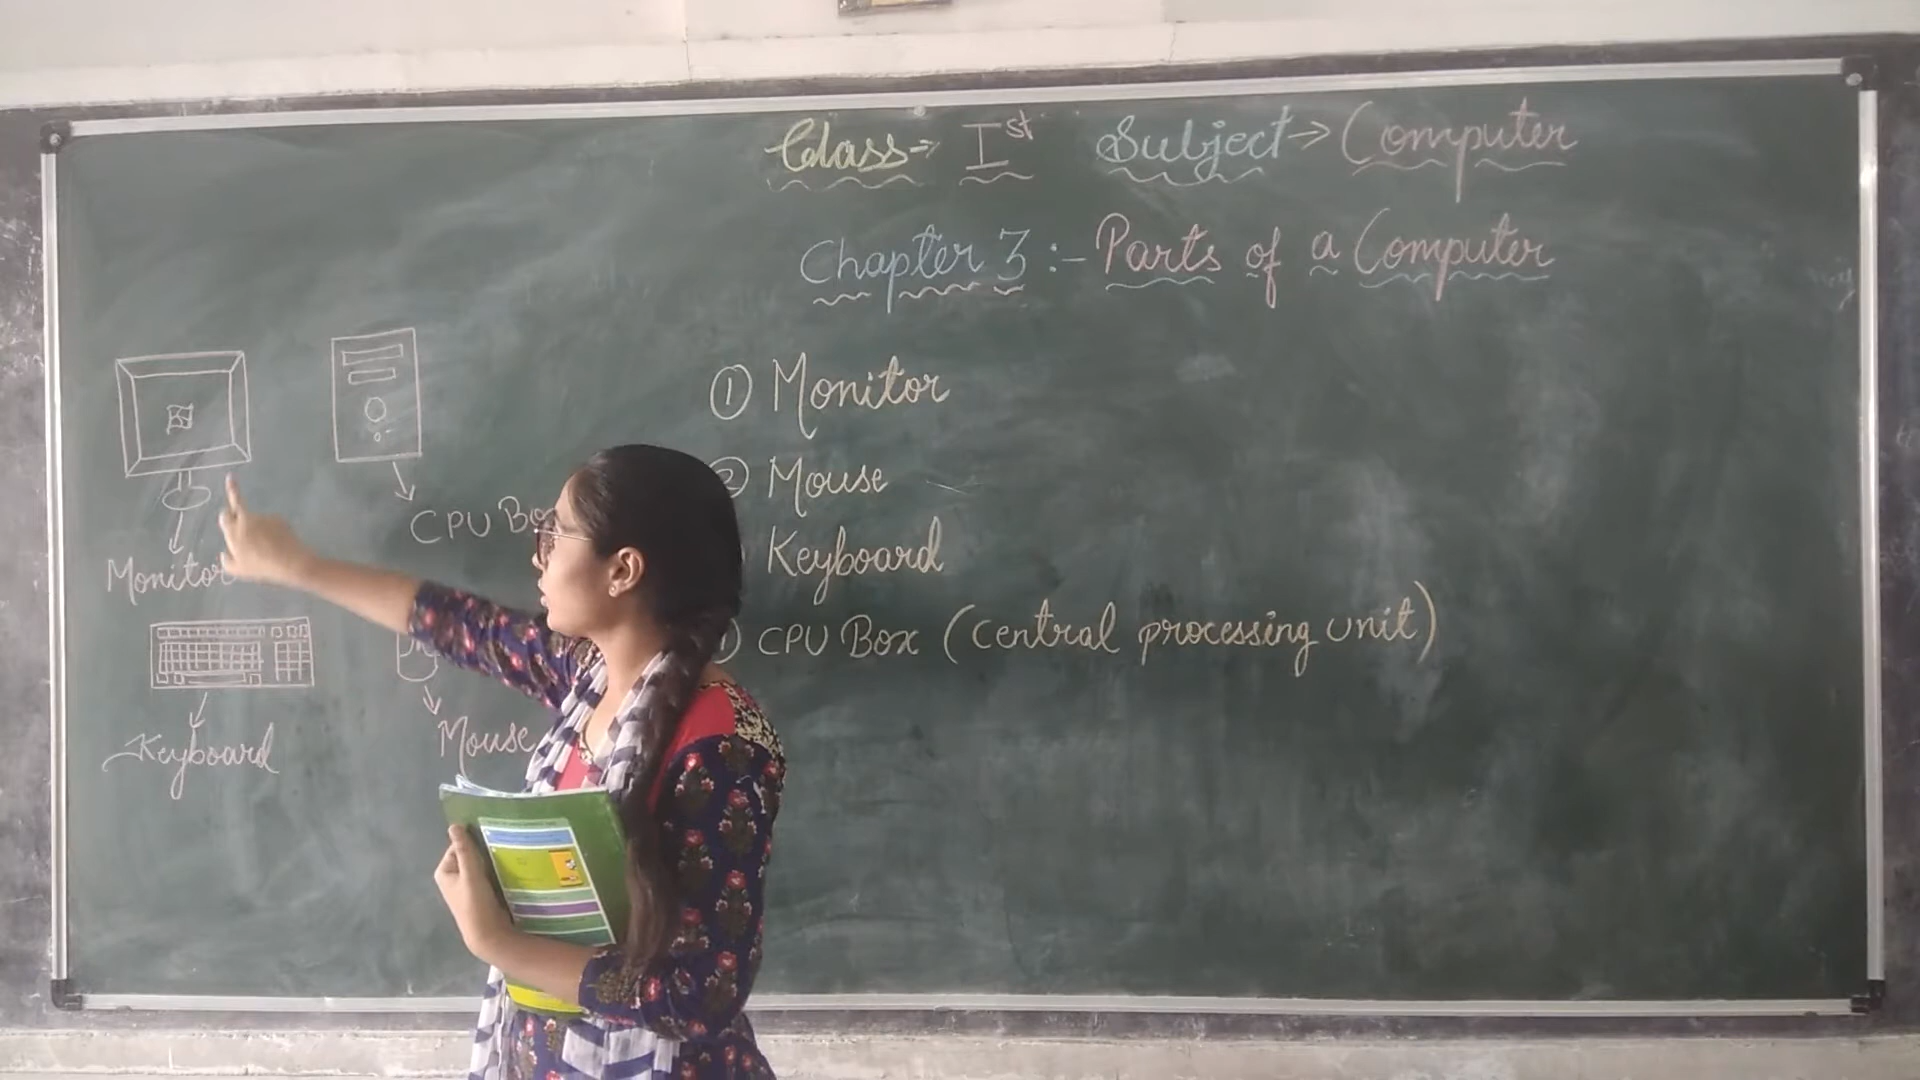 Class → Ist Subject → Computer
Chapter 3 :- Parts of a Computer
① Monitor
② Mouse
Keyboard
CPU Box (central processing unit)
CPU Box
Monitor
Keyboard
Mouse